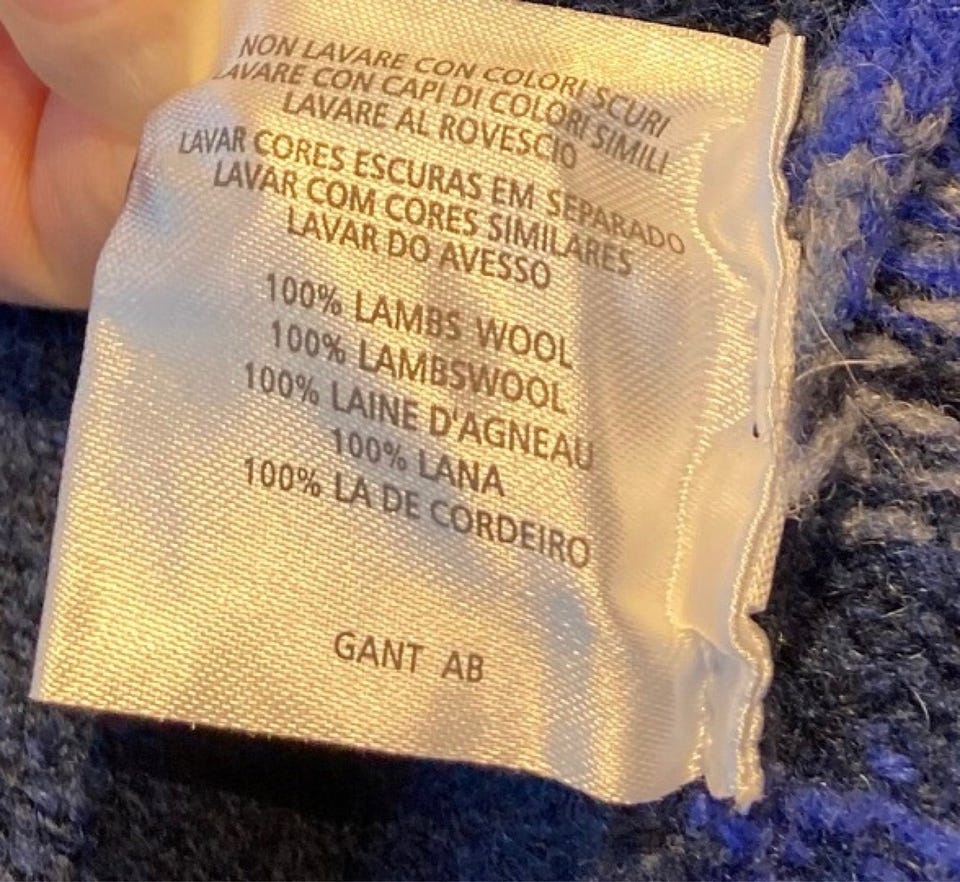 NON LAVARE CON COLORI SCURI
LAVARE CON CAPI DI COLORI SIMILI
LAVARE AL ROVESCIO
LAVAR CORES ESCURAS EM SEPARADO
LAVAR COM CORES SIMILARES
LAVAR DO AVESSO
100% LAMBS WOOL
100% LAMBSWOOL
100% LAINE D'AGNEAU
100% LANA
100% LA DE CORDEIRO
GANT AB